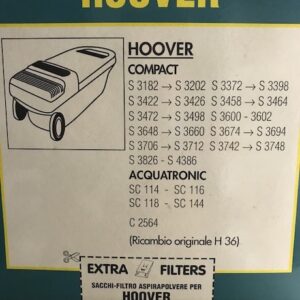 HOOVER
HOOVER
COMPACT
S 3182 → S 3202 S 3372 → S 3398
S 3422 → S 3426 S 3458 → S 3464
S 3472 → S 3498 S 3600 - 3602
S 3648 → S 3660 S 3674 → S 3694
S 3706 → S 3712 S 3742 → S 3748
S 3826 - S 4386
ACQUATRONIC
SC 114 - SC 116
SC 118 - SC 144
C 2564
(Ricambio originale H 36)
EXTRA FILTERS
SACCHI-FILTRO ASPIRAPOLVERE PER
HOOVER